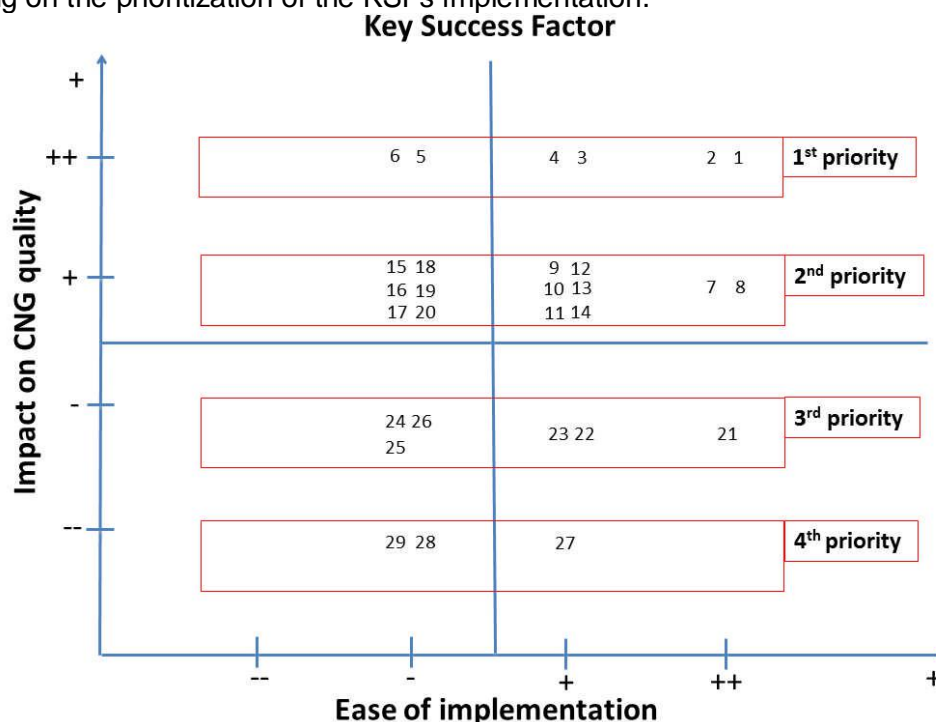 ng on the prioritization of the KSFs implementation.
Key Success Factor
+
++ 6 5 4 3 2 1 1st priority
15 18 9 12
+ 16 19 10 13 7 8 2nd priority
17 20 11 14
-
24 26 23 22 21 3rd priority
25
--
29 28 27 4th priority
Impact on CNG quality
-- - + ++ +
Ease of implementation